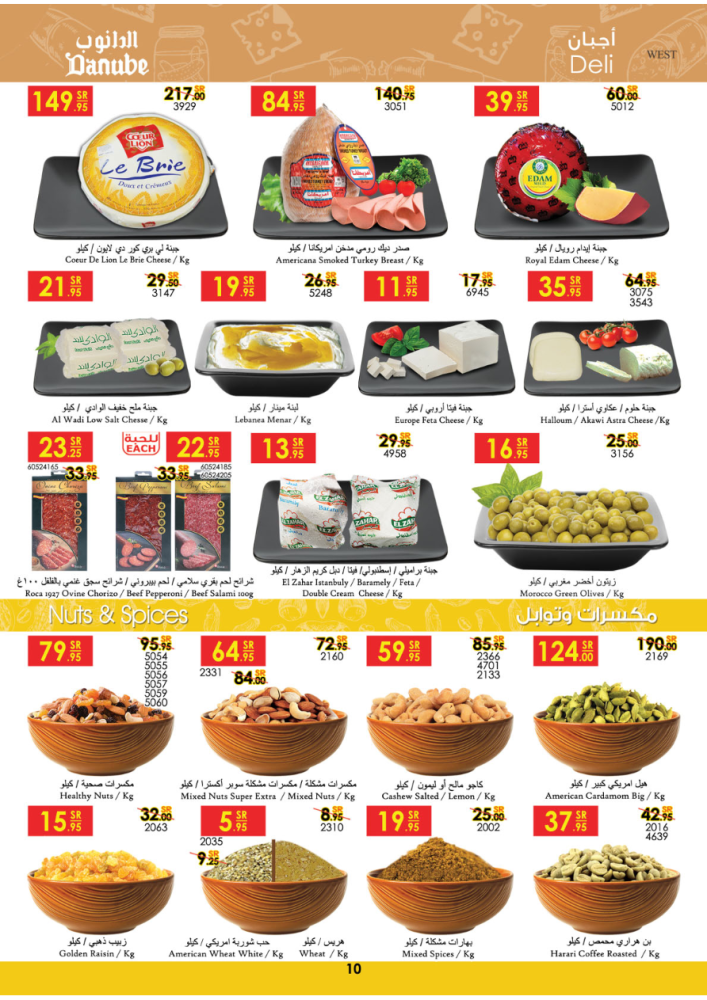 الدانوب
Danube
أجبان
Deli
WEST
149 SR .95
SR 217.00
3929
84 SR .95
SR 140.75
3051
39 SR .95
SR 60.00
5012
COEUR DE LION
Le Brie
Doux et Crémeux
EDAM
جبنة لي بري كور دي لايون / كيلو
Coeur De Lion Le Brie Cheese / Kg
صدر ديك رومي مدخن امريكانا / كيلو
Americana Smoked Turkey Breast / Kg
جبنة إيدام رويال / كيلو
Royal Edam Cheese / Kg
21 SR .95
SR 29.50
3147
19 SR .95
SR 26.95
5248
11 SR .95
SR 17.95
6945
35 SR .95
SR 64.95
3075
3543
جبنة ملح خفيف الوادي / كيلو
Al Wadi Low Salt Chesse / Kg
لبنة مينار / كيلو
Lebanea Menar / Kg
جبنة فيتا أروبي / كيلو
Europe Feta Cheese / Kg
جبنة حلوم / عكاوي أسترا / كيلو
Halloum / Akawi Astra Cheese /Kg
23 SR .25
للحبة
EACH
22 SR .95
60524165
SR 33.95
SR 33.95
60524185
60524205
13 SR .95
SR 29.95
4958
16 SR .95
SR 25.00
3156
شرائح لحم بقري سلامي / لحم بيبروني / شرائح سجق غنمي بالفلفل ١٠٠غ
Roca 1927 Ovine Chorizo / Beef Pepperoni / Beef Salami 100g
جبنة براميلي / إسطنبولي/ فيتا / دبل كريم الزهار / كيلو
El Zahar Istanbuly / Baramely / Feta /
Double Cream Cheese / Kg
زيتون أخضر مغربي / كيلو
Morocco Green Olives / Kg
Nuts & Spices
مكسرات وتوابل
79 SR .95
SR 95.95
5054
5055
5056
5057
5059
5060
64 SR .95
SR 72.95
2160
2331
SR 84.00
59 SR .95
SR 85.95
2366
4701
2133
124 SR .00
SR 190.00
2169
مكسرات صحية / كيلو
Healthy Nuts / Kg
مكسرات مشكلة / مكسرات مشكلة سوبر أكسترا / كيلو
Mixed Nuts Super Extra / Mixed Nuts / Kg
كاجو مالح أو ليمون / كيلو
Cashew Salted / Lemon / Kg
هيل امريكي كبير / كيلو
American Cardamom Big / Kg
15 SR .95
SR 32.00
2063
5 SR .95
SR 8.95
2310
2035
SR 9.25
19 SR .95
SR 25.00
2002
37 SR .95
SR 42.95
2016
4639
زبيب ذهبي / كيلو
Golden Raisin / Kg
حب شوربة امريكي / كيلو
American Wheat White / Kg
هريس / كيلو
Wheat / Kg
بهارات مشكلة / كيلو
Mixed Spices / Kg
بن هراري محمص / كيلو
Harari Coffee Roasted / Kg
10